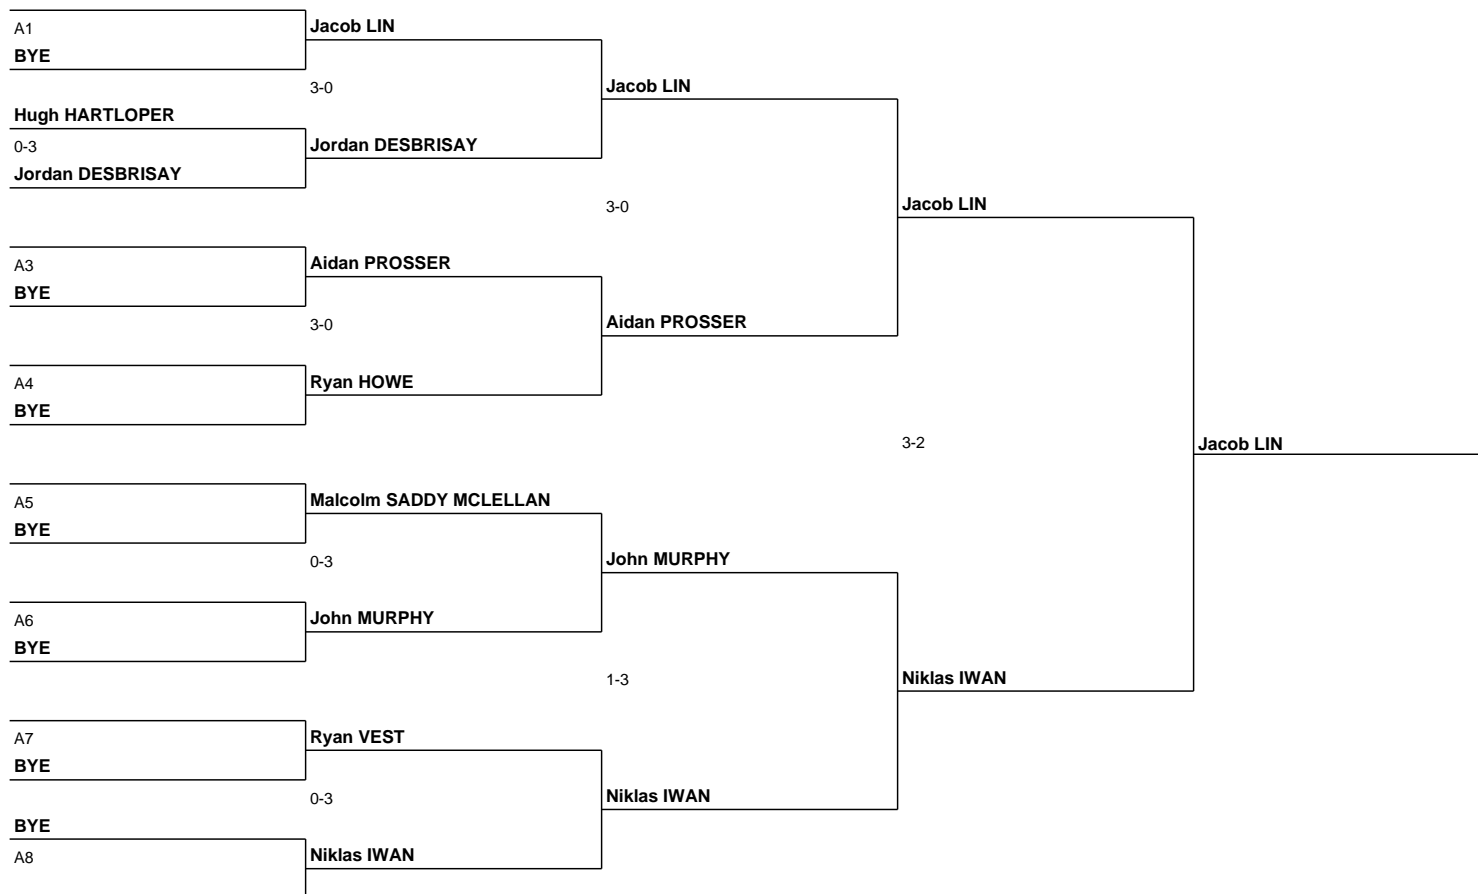 A1
BYE
Jacob LIN
3-0
Jacob LIN
Hugh HARTLOPER
0-3
Jordan DESBRISAY
Jordan DESBRISAY
3-0
Jacob LIN
A3
BYE
Aidan PROSSER
3-0
Aidan PROSSER
A4
BYE
Ryan HOWE
3-2
Jacob LIN
A5
BYE
Malcolm SADDY MCLELLAN
0-3
John MURPHY
A6
BYE
John MURPHY
1-3
Niklas IWAN
A7
BYE
Ryan VEST
0-3
Niklas IWAN
BYE
A8
Niklas IWAN